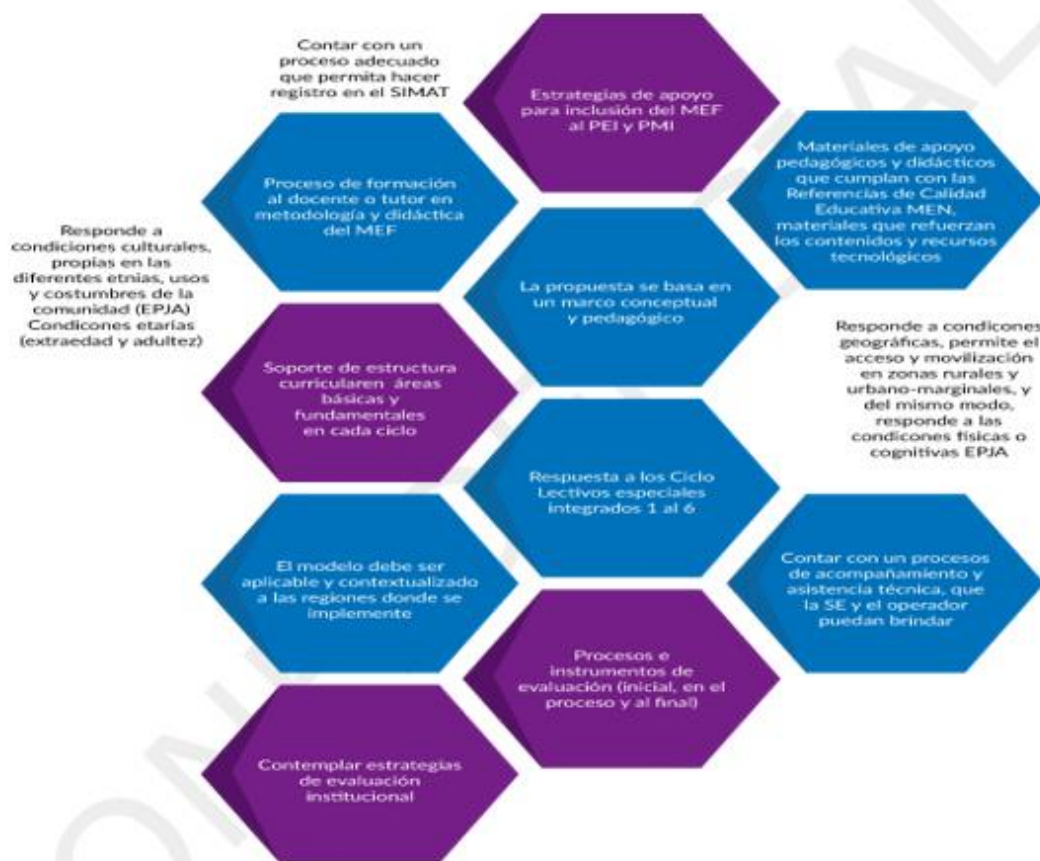 Contar con un
proceso adecuado
que permita hacer
registro en el SIMAT
Estrategias de apoyo
para inclusión del MEF
al PEI y PMI
Materiales de apoyo
pedagógicos y didácticos
que cumplan con las
Referencias de Calidad
Educativa MEN,
materiales que refuerzan
los contenidos y recursos
tecnológicos
Proceso de formación
al docente o tutor en
metodología y didáctica
del MEF
Responde a
condiciones culturales,
propias en las
diferentes etnias, usos
y costumbres de la
comunidad (EPJA)
Condicones etarías
(extraedad y adultez)
La propuesta se basa en
un marco conceptual
y pedagógico
Responde a condicones
geográficas, permite el
acceso y movilización
en zonas rurales y
urbano-marginales, y
del mismo modo,
responde a las
condicones físicas o
cognitivas EPJA
Soporte de estructura
curricularen áreas
básicas y
fundamentales
en cada ciclo
Respuesta a los Ciclo
Lectivos especiales
integrados 1 al 6
El modelo debe ser
aplicable y contextualizado
a las regiones donde se
implemente
Contar con un procesos
de acompañamiento y
asistencia técnica, que
la SE y el operador
puedan brindar
Procesos e
instrumentos de
evaluación (inicial, en el
proceso y al final)
Contemplar estrategias
de evaluación
institucional